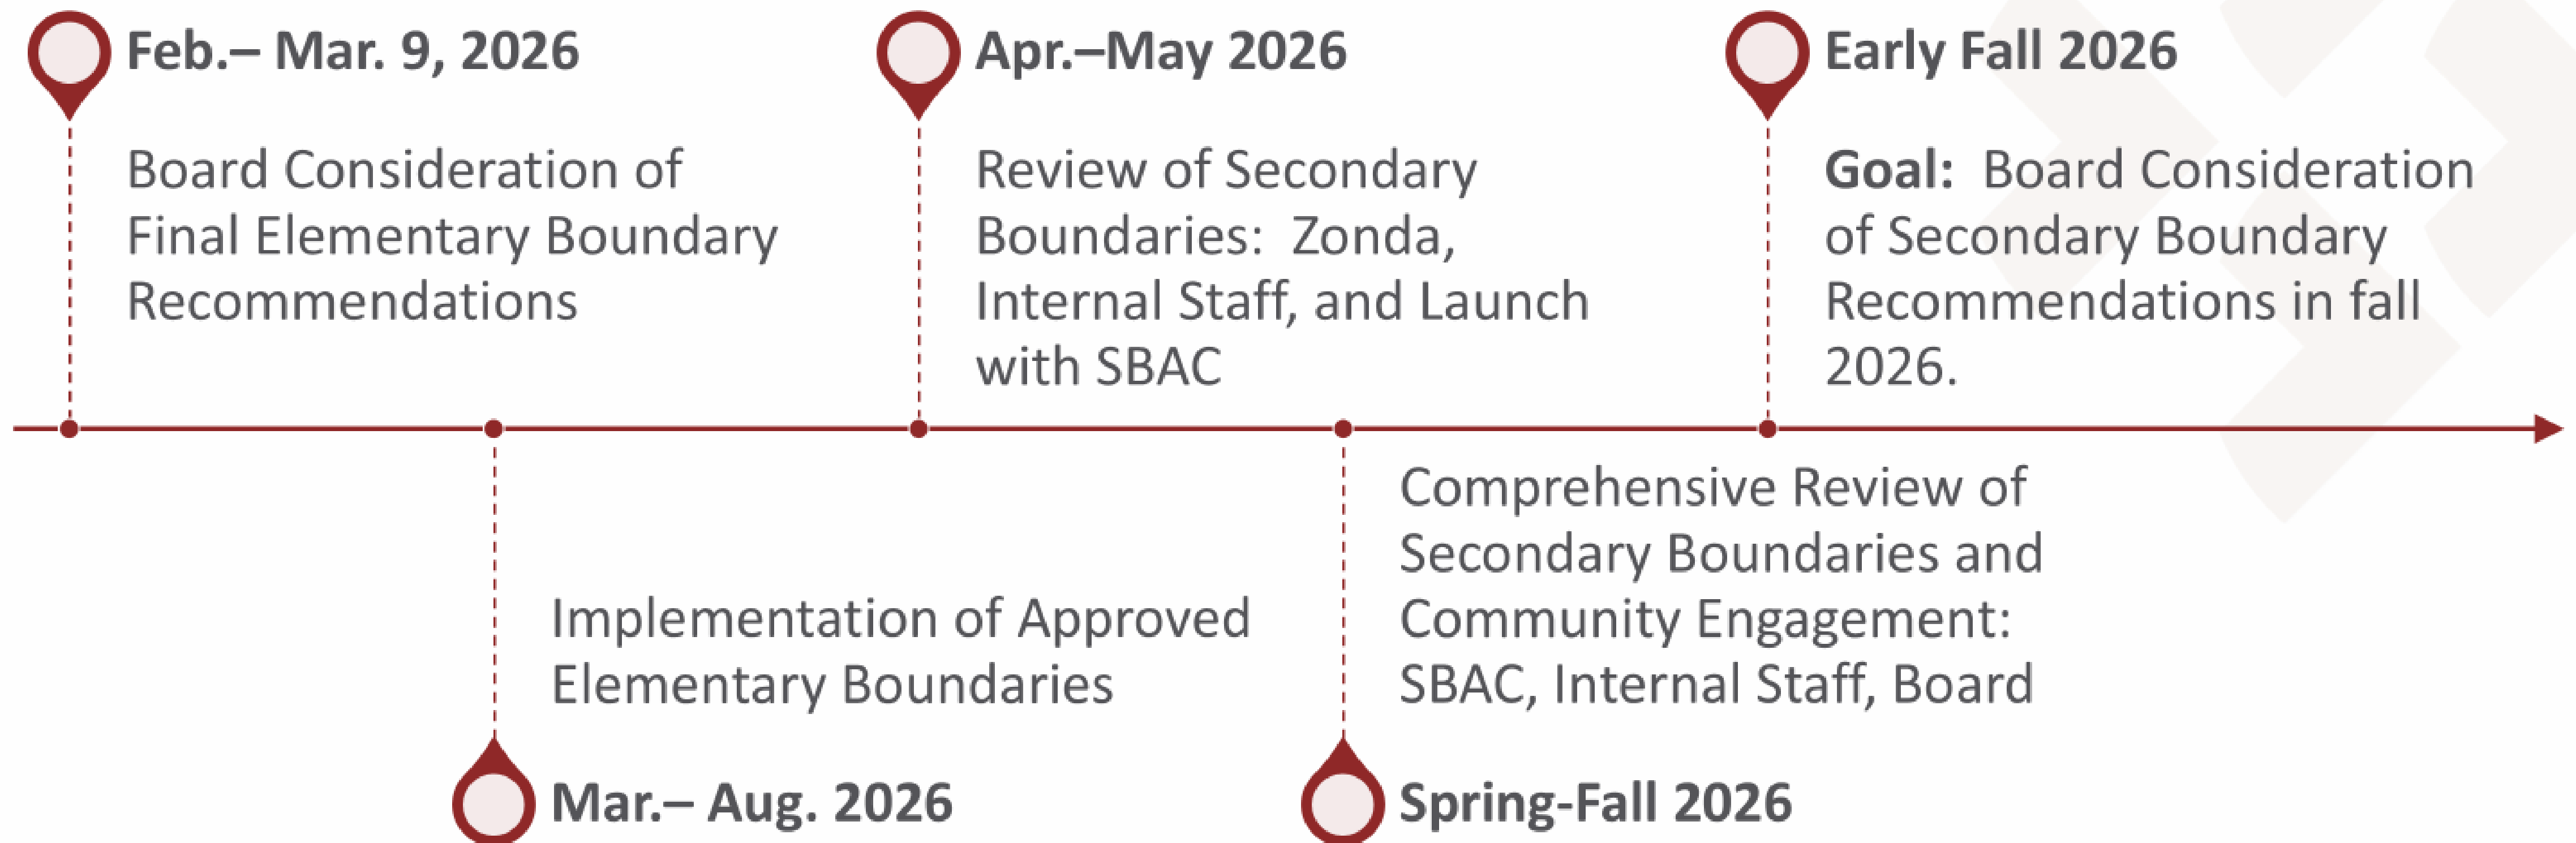 Feb.– Mar. 9, 2026
Board Consideration of
Final Elementary Boundary
Recommendations
Implementation of Approved
Elementary Boundaries
Mar.– Aug. 2026
Apr.–May 2026
Review of Secondary
Boundaries:  Zonda,
Internal Staff, and Launch
with SBAC
Comprehensive Review of
Secondary Boundaries and
Community Engagement:
SBAC, Internal Staff, Board
Spring-Fall 2026
Early Fall 2026
Goal:  Board Consideration
of Secondary Boundary
Recommendations in fall
2026.